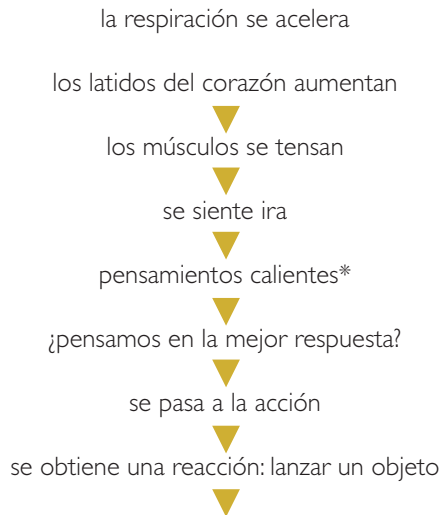 la respiración se acelera
los latidos del corazón aumentan
los músculos se tensan
se siente ira
pensamientos calientes*
¿pensamos en la mejor respuesta?
se pasa a la acción
se obtiene una reacción: lanzar un objeto